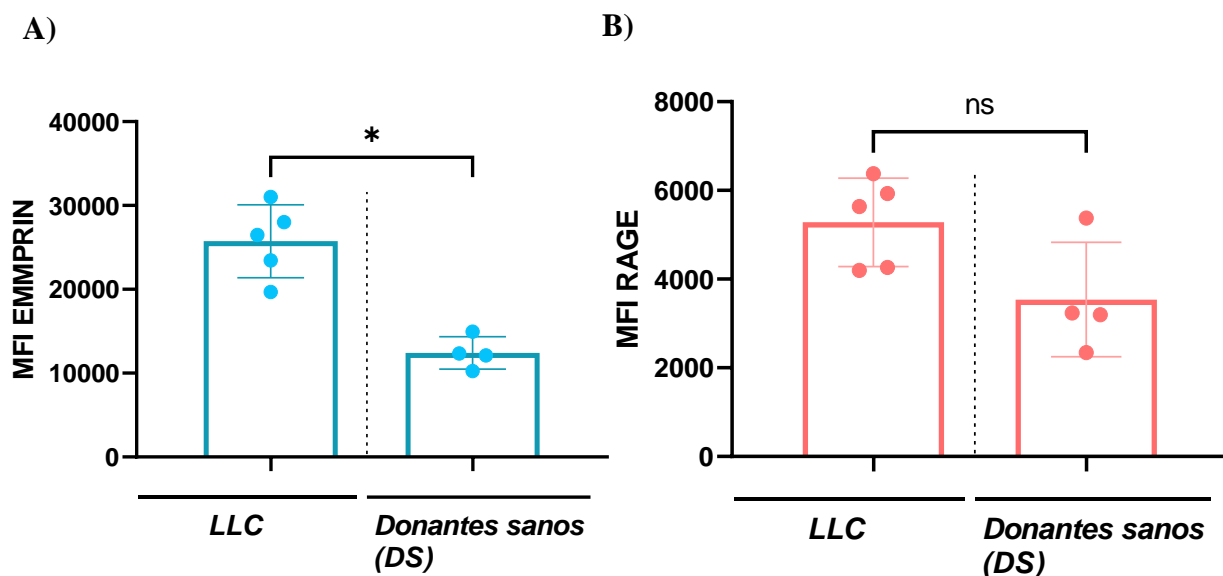 A)
MFI EMMPRIN
40000
30000
20000
10000
0
*
LLC
Donantes sanos
(DS)
B)
MFI RAGE
8000
6000
4000
2000
0
ns
LLC
Donantes sanos
(DS)